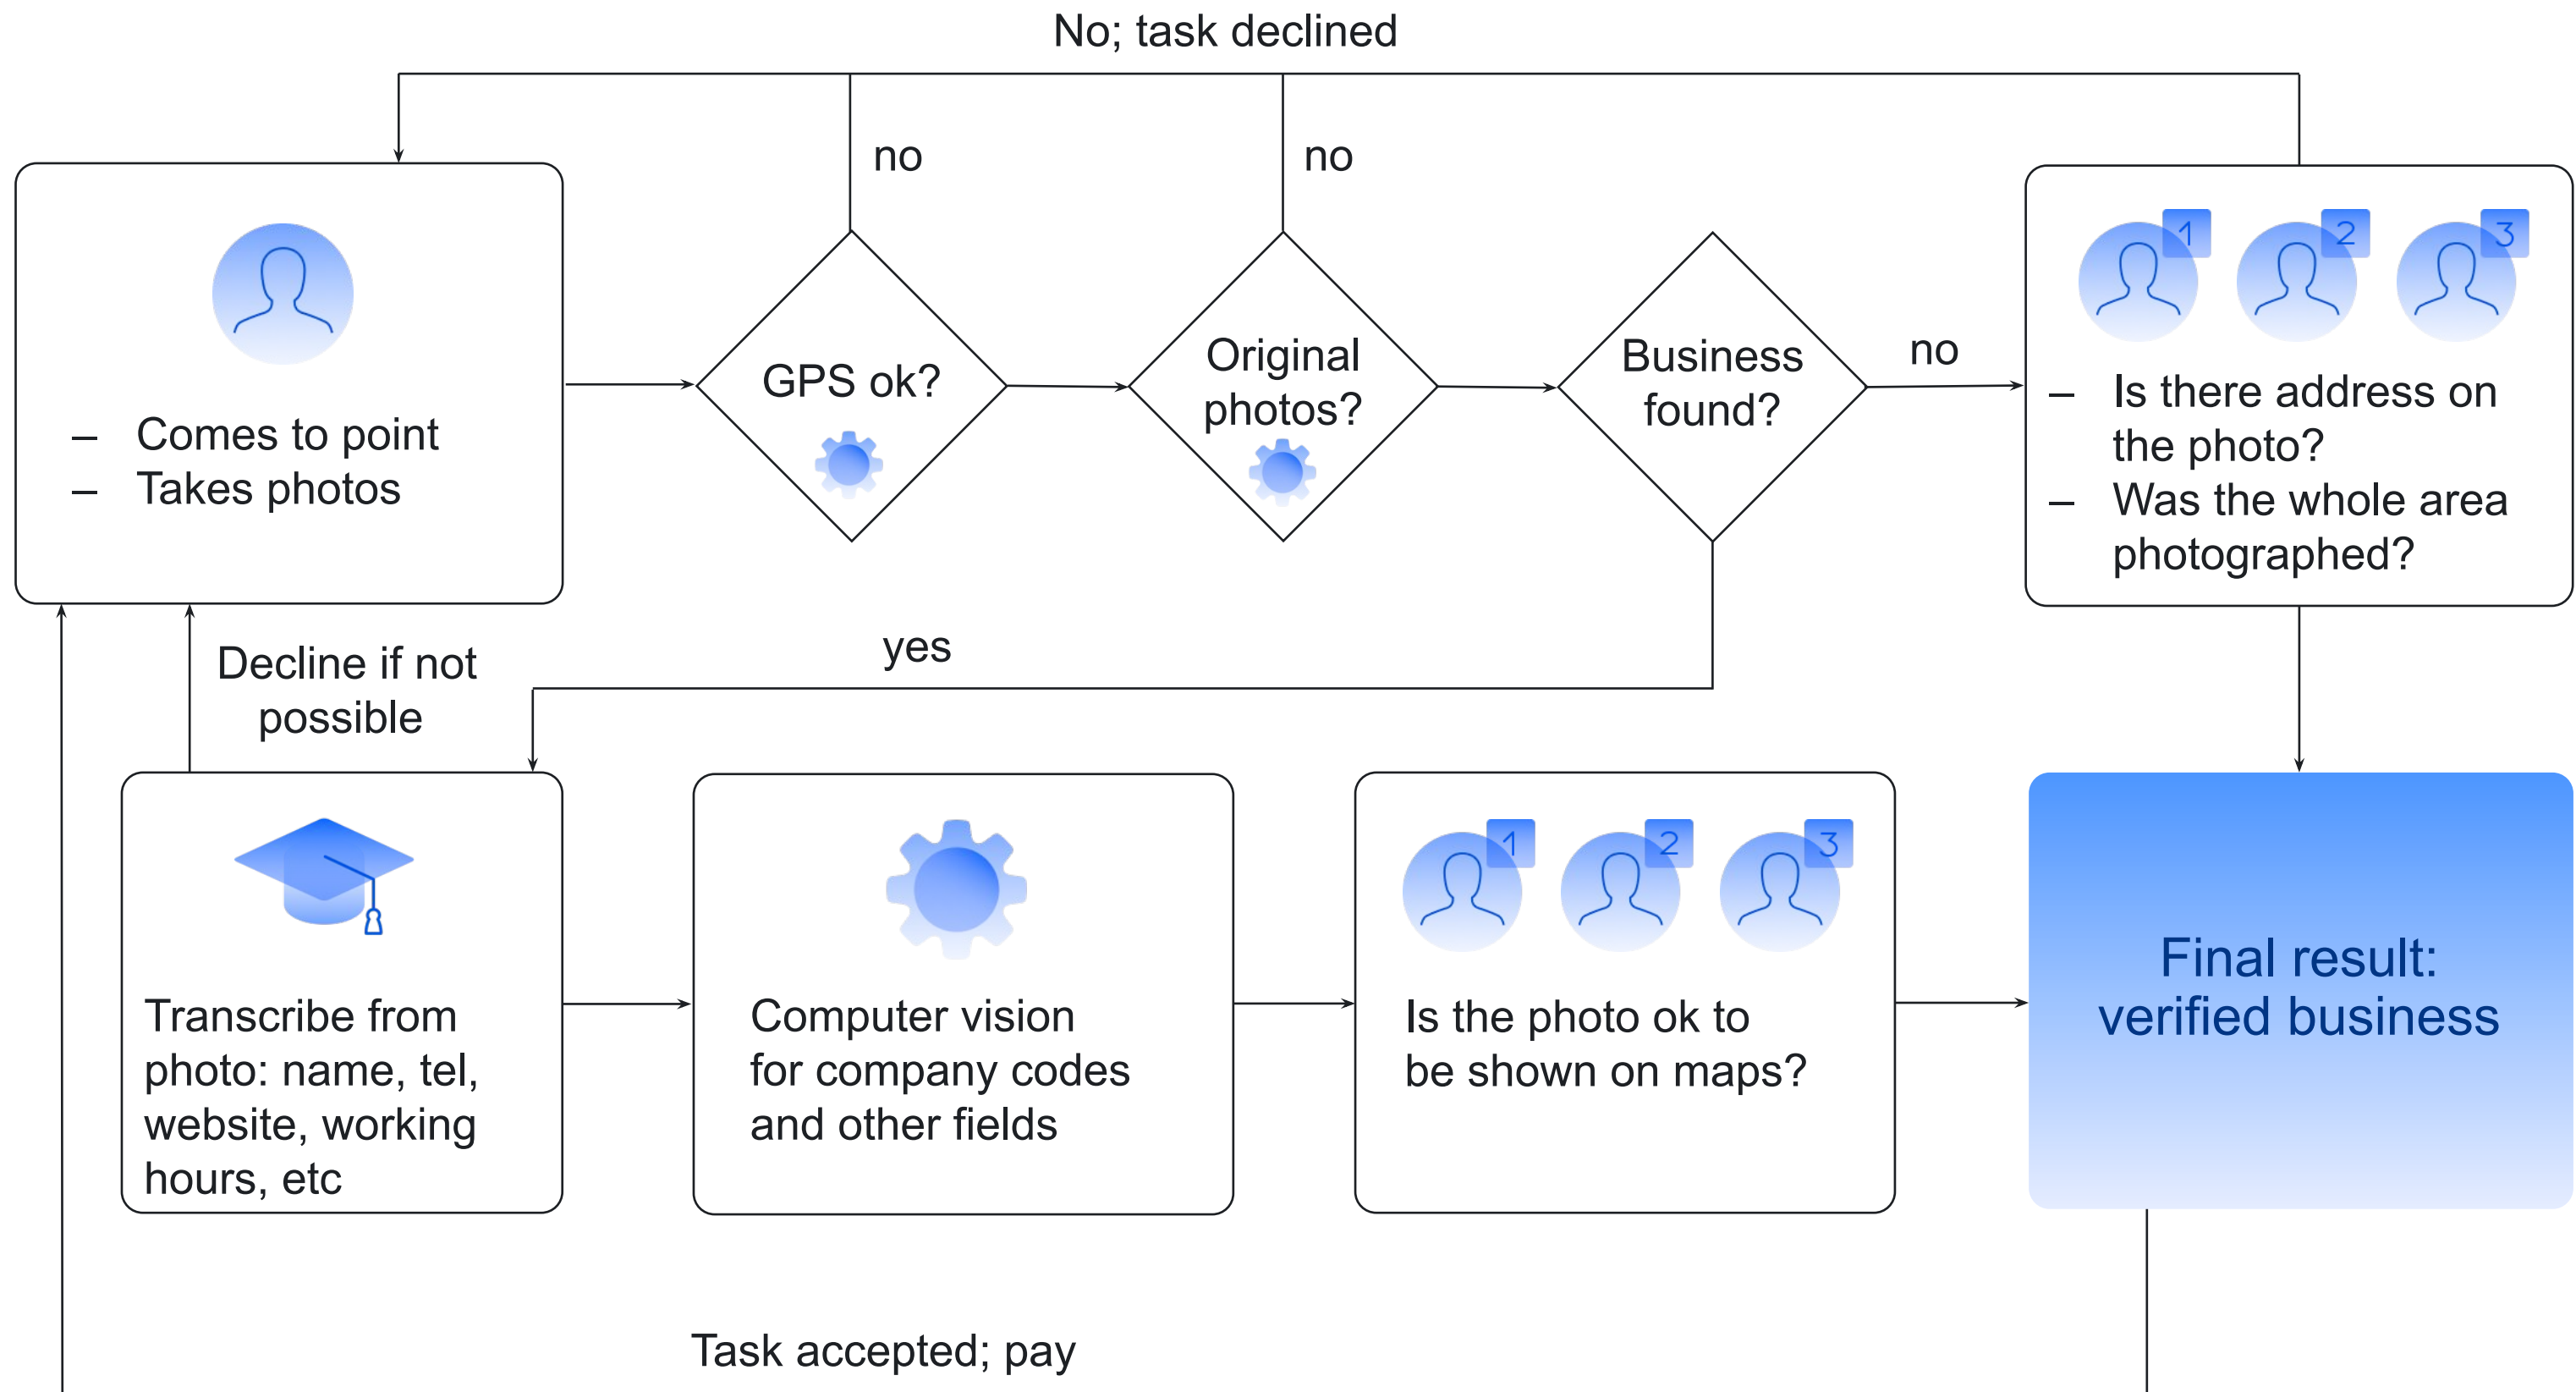 No; task declined
no
no
– Comes to point
– Takes photos
GPS ok?
Original
photos?
Business
found?
no
1
2
3
– Is there address on
the photo?
– Was the whole area
photographed?
yes
Decline if not
possible
Transcribe from
photo: name, tel,
website, working
hours, etc
Computer vision
for company codes
and other fields
1
2
3
Is the photo ok to
be shown on maps?
Final result:
verified business
Task accepted; pay